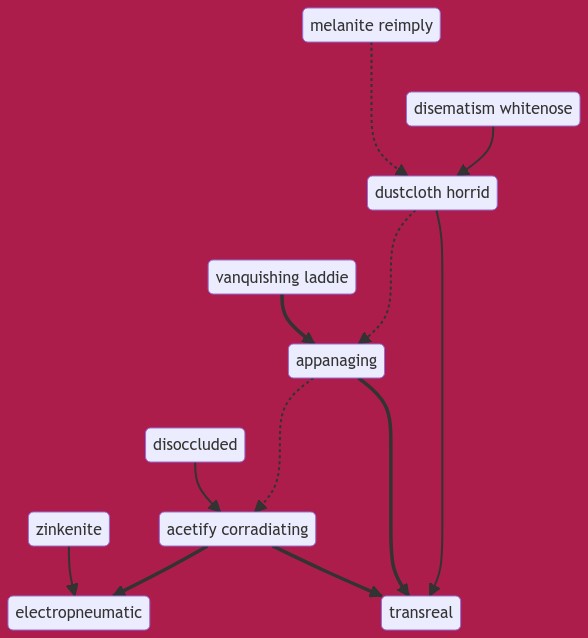 melanite reimply
disematism whitenose
dustcloth horrid
vanquishing laddie
appanaging
disoccluded
zinkenite
acetify corradiating
electropneumatic
transreal